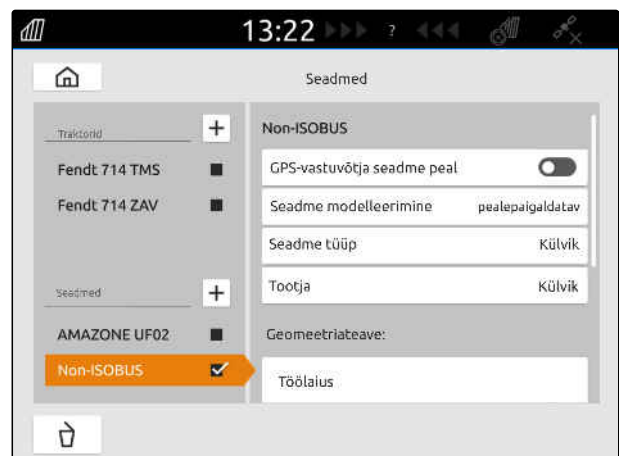 13:22 ?
Seadmed
Traktorid
Fendt 714 TMS
Fendt 714 ZAV
Seadmed
AMAZONE UF02
Non-ISOBUS
Non-ISOBUS
GPS-vastuvõtja seadme peal
Seadme modelleerimine pealepaigaldatav
Seadme tüüp Külvik
Tootja Külvik
Geomeetriateave:
Töölaius